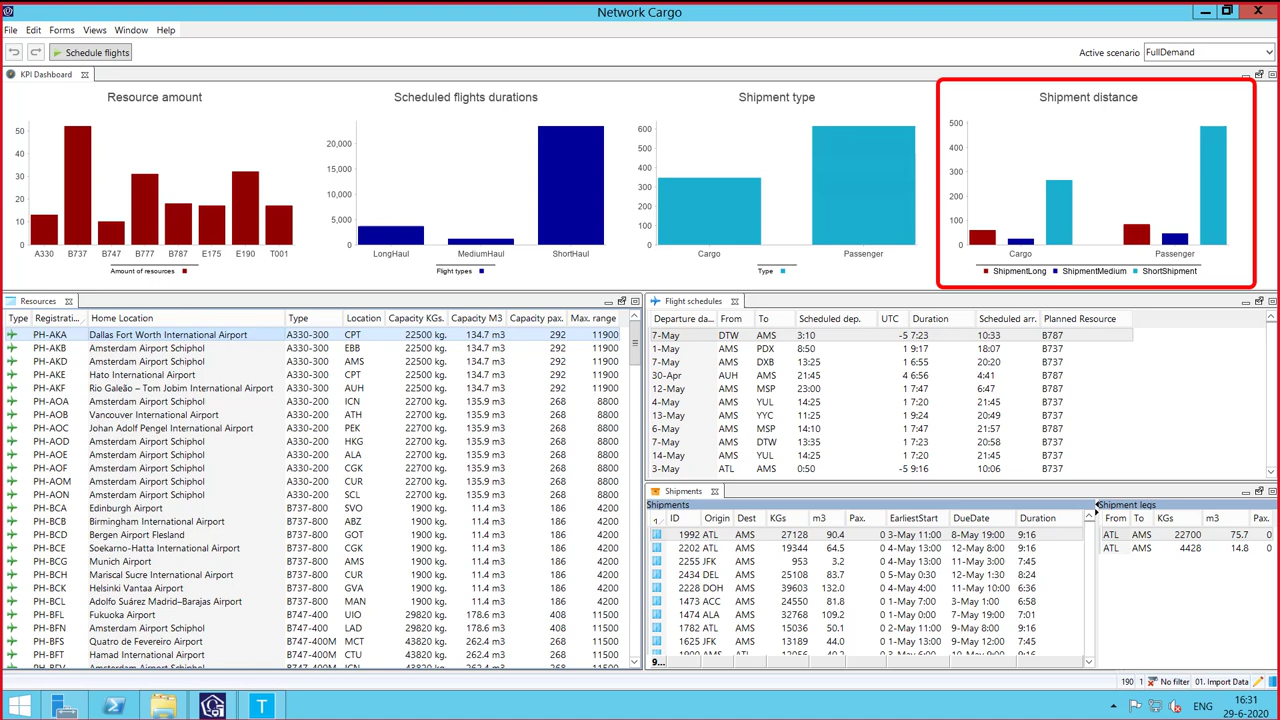 Network Cargo
File Edit Forms Views Window Help
Schedule flights
Active scenario FullDemand
KPI Dashboard
Resource amount
50
40
30
20
10
0
A330 B737 B747 B777 B787 E175 E190 T001
Amount of resources
Scheduled flights durations
20,000
15,000
10,000
5,000
0
LongHaul MediumHaul ShortHaul
Flight types
Shipment type
600
500
400
300
200
100
0
Cargo Passenger
Type
Shipment distance
500
400
300
200
100
0
Cargo Passenger
ShipmentLong ShipmentMedium ShortShipment
Resources
Type Registrati... Home Location Type Location Capacity KGs. Capacity M3 Capacity pax. Max. range
PH-AKA Dallas Fort Worth International Airport A330-300 CPT 22500 kg. 134.7 m3 292 11900
PH-AKB Amsterdam Airport Schiphol A330-300 EBB 22500 kg. 134.7 m3 292 11900
PH-AKD Amsterdam Airport Schiphol A330-300 CUR 22500 kg. 134.7 m3 292 11900
PH-AKE Hato International Airport A330-300 CPT 22500 kg. 134.7 m3 292 11900
PH-AKF Rio Galeão – Tom Jobim International Airport A330-300 AUH 22500 kg. 134.7 m3 292 11900
PH-AOA Amsterdam Airport Schiphol A330-200 ICN 22700 kg. 135.9 m3 268 8800
PH-AOB Vancouver International Airport A330-200 ATH 22700 kg. 135.9 m3 268 8800
PH-AOC Johan Adolf Pengel International Airport A330-200 PEK 22700 kg. 135.9 m3 268 8800
PH-AOD Amsterdam Airport Schiphol A330-200 HKG 22700 kg. 135.9 m3 268 8800
PH-AOE Amsterdam Airport Schiphol A330-200 ALA 22700 kg. 135.9 m3 268 8800
PH-AOF Amsterdam Airport Schiphol A330-200 CGK 22700 kg. 135.9 m3 268 8800
PH-AOM Amsterdam Airport Schiphol A330-200 CUR 22700 kg. 135.9 m3 268 8800
PH-AON Amsterdam Airport Schiphol A330-200 SCL 22700 kg. 135.9 m3 268 8800
PH-BCA Edinburgh Airport B737-800 SVO 1900 kg. 11.4 m3 186 4200
PH-BCB Birmingham International Airport B737-800 ABZ 1900 kg. 11.4 m3 186 4200
PH-BCD Bergen Airport Flesland B737-800 GOT 1900 kg. 11.4 m3 186 4200
PH-BCE Soekarno-Hatta International Airport B737-800 CGK 1900 kg. 11.4 m3 186 4200
PH-BCG Munich Airport B737-800 AMS 1900 kg. 11.4 m3 186 4200
PH-BCH Mariscal Sucre International Airport B737-800 CUR 1900 kg. 11.4 m3 186 4200
PH-BCK Helsinki Vantaa Airport B737-800 GVA 1900 kg. 11.4 m3 186 4200
PH-BCL Adolfo Suárez Madrid–Barajas Airport B737-800 MAN 1900 kg. 11.4 m3 186 4200
PH-BFL Fukuoka Airport B747-400 UIO 29820 kg. 178.6 m3 408 11500
PH-BFN Amsterdam Airport Schiphol B747-400 LAD 29820 kg. 178.6 m3 408 11500
PH-BFS Quatro de Fevereiro Airport B747-400M MCT 43820 kg. 262.4 m3 268 11500
PH-BFT Hamad International Airport B747-400M CTU 43820 kg. 262.4 m3 268 11500
Flight schedules
Departure da... From To Scheduled dep. UTC Duration Scheduled arr. Planned Resource
7-May DTW AMS 3:10 -5 7:23 10:33 B787
1-May AMS PDX 8:50 1 9:17 18:07 B737
7-May AMS DXB 13:25 1 6:55 20:20 B737
30-Apr AUH AMS 21:45 4 6:56 4:41 B737
12-May AMS MSP 23:00 1 7:47 6:47 B737
4-May AMS YUL 14:25 1 7:20 21:45 B737
13-May AMS YYC 11:25 1 9:24 20:49 B737
6-May AMS MSP 14:10 1 7:47 21:57 B737
7-May AMS DTW 13:35 1 7:23 20:58 B737
14-May AMS YUL 14:25 1 7:20 21:45 B737
3-May ATL AMS 0:50 -5 9:16 10:06 B737
Shipments
Shipments
ID Origin Dest KGs m3 Pax. EarliestStart DueDate Duration
1992 ATL AMS 27128 90.4 0 3-May 11:00 8-May 19:00 9:16
2202 ATL AMS 19344 64.5 0 4-May 13:00 12-May 8:00 9:16
2255 JFK AMS 953 3.2 0 4-May 13:00 11-May 3:00 7:45
2434 DEL AMS 25108 83.7 0 5-May 0:30 12-May 1:30 8:24
2228 DOH AMS 39603 132.0 0 4-May 13:00 11-May 10:00 6:36
1473 ACC AMS 24550 81.8 0 1-May 7:00 3-May 1:00 6:58
1474 ALA AMS 32768 109.2 0 1-May 7:00 7-May 19:00 7:01
1782 ATL AMS 15036 50.1 0 2-May 11:00 9-May 8:00 9:16
1625 JFK AMS 13189 44.0 0 1-May 13:00 9-May 12:00 7:45
9...
Shipment legs
From To KGs m3 Pax.
ATL AMS 22700 75.7 0
ATL AMS 4428 14.8 0
190 1 No filter 01. Import Data
ENG 16:31
29-6-2020